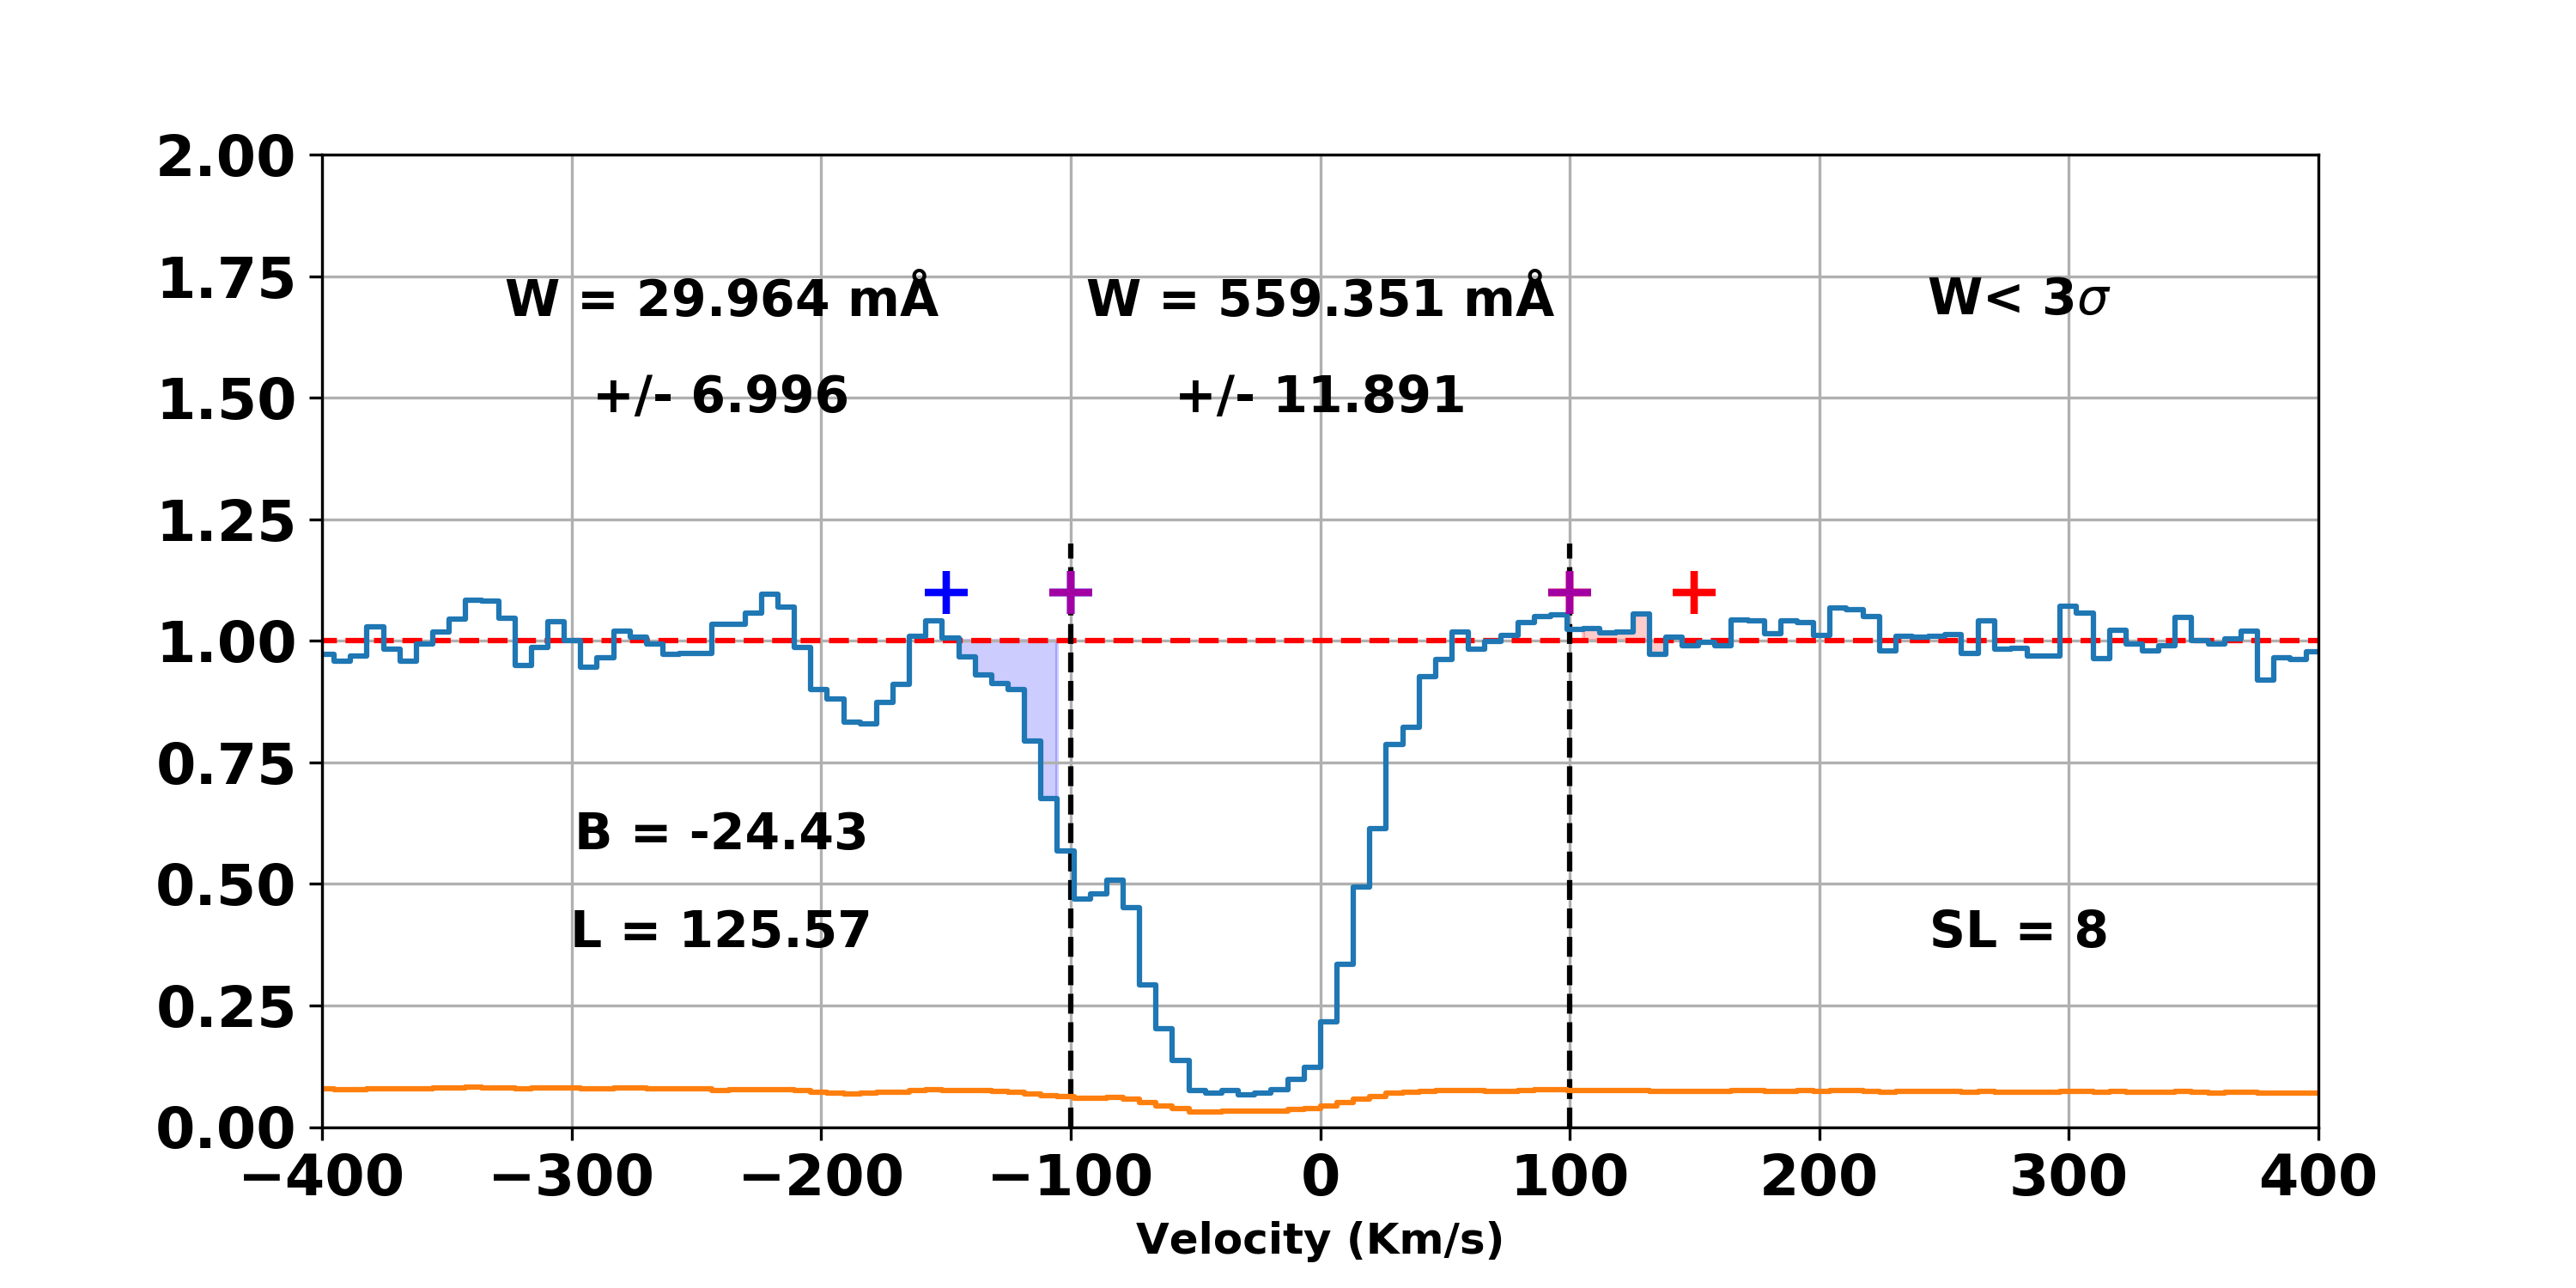 2.00
1.75
W = 29.964 mÅ W = 559.351 mÅ W< 3σ
1.50
+/- 6.996 +/- 11.891
1.25
1.00
0.75
B = -24.43
0.50
L = 125.57 SL = 8
0.25
0.00
−400 −300 −200 −100 0 100 200 300 400
Velocity (Km/s)